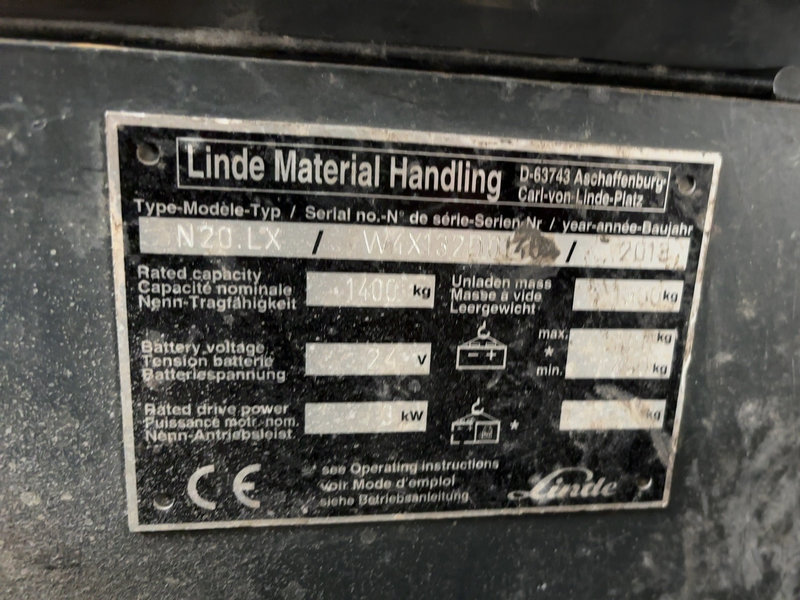 Linde Material Handling
D-63743 Aschaffenburg
Carl-von-Linde-Platz
Type-Modèle-Typ / Serial no.-N° de série-Serien-Nr / year-année-Baujahr
N20.LX / / 2018
Rated capacity
Capacité nominale
Nenn-Tragfähigkeit
1400 kg
Unladen mass
Masse à vide
Leergewicht
kg
Battery voltage
Tension batterie
Batteriespannung
24 V
max. kg
*
min. kg
Rated drive power
Puissance motr. nom.
Nenn-Antriebsleist.
3 kW
* kg
CE
* see Operating instructions
voir Mode d'emploi
siehe Betriebsanleitung
Linde